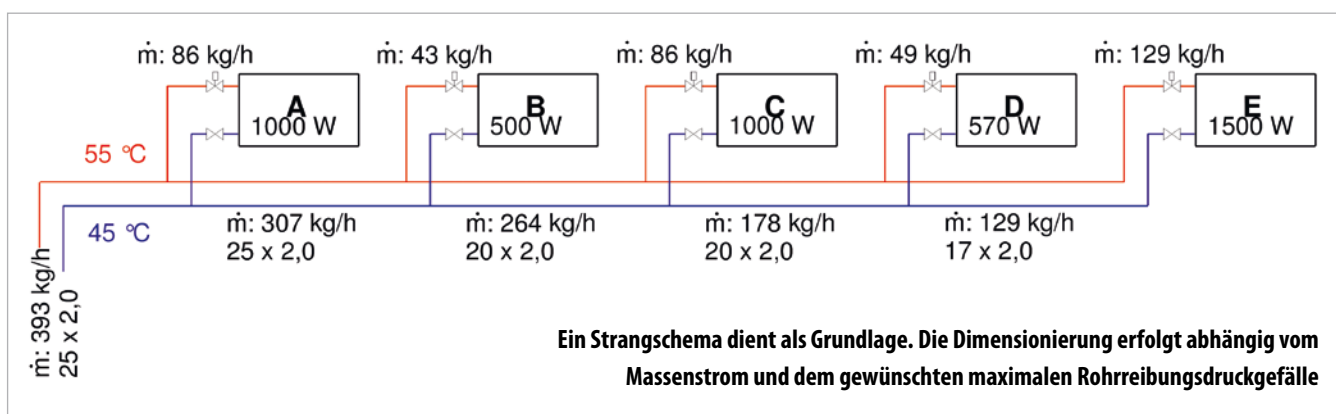 ṁ: 86 kg/h
ṁ: 43 kg/h
ṁ: 86 kg/h
ṁ: 49 kg/h
ṁ: 129 kg/h
A
1000 W
B
500 W
C
1000 W
D
570 W
E
1500 W
55 °C
45 °C
ṁ: 307 kg/h
25 x 2,0
ṁ: 264 kg/h
20 x 2,0
ṁ: 178 kg/h
20 x 2,0
ṁ: 129 kg/h
17 x 2,0
ṁ: 393 kg/h
25 x 2,0
Ein Strangschema dient als Grundlage. Die Dimensionierung erfolgt abhängig vom
Massenstrom und dem gewünschten maximalen Rohrreibungsdruckgefälle